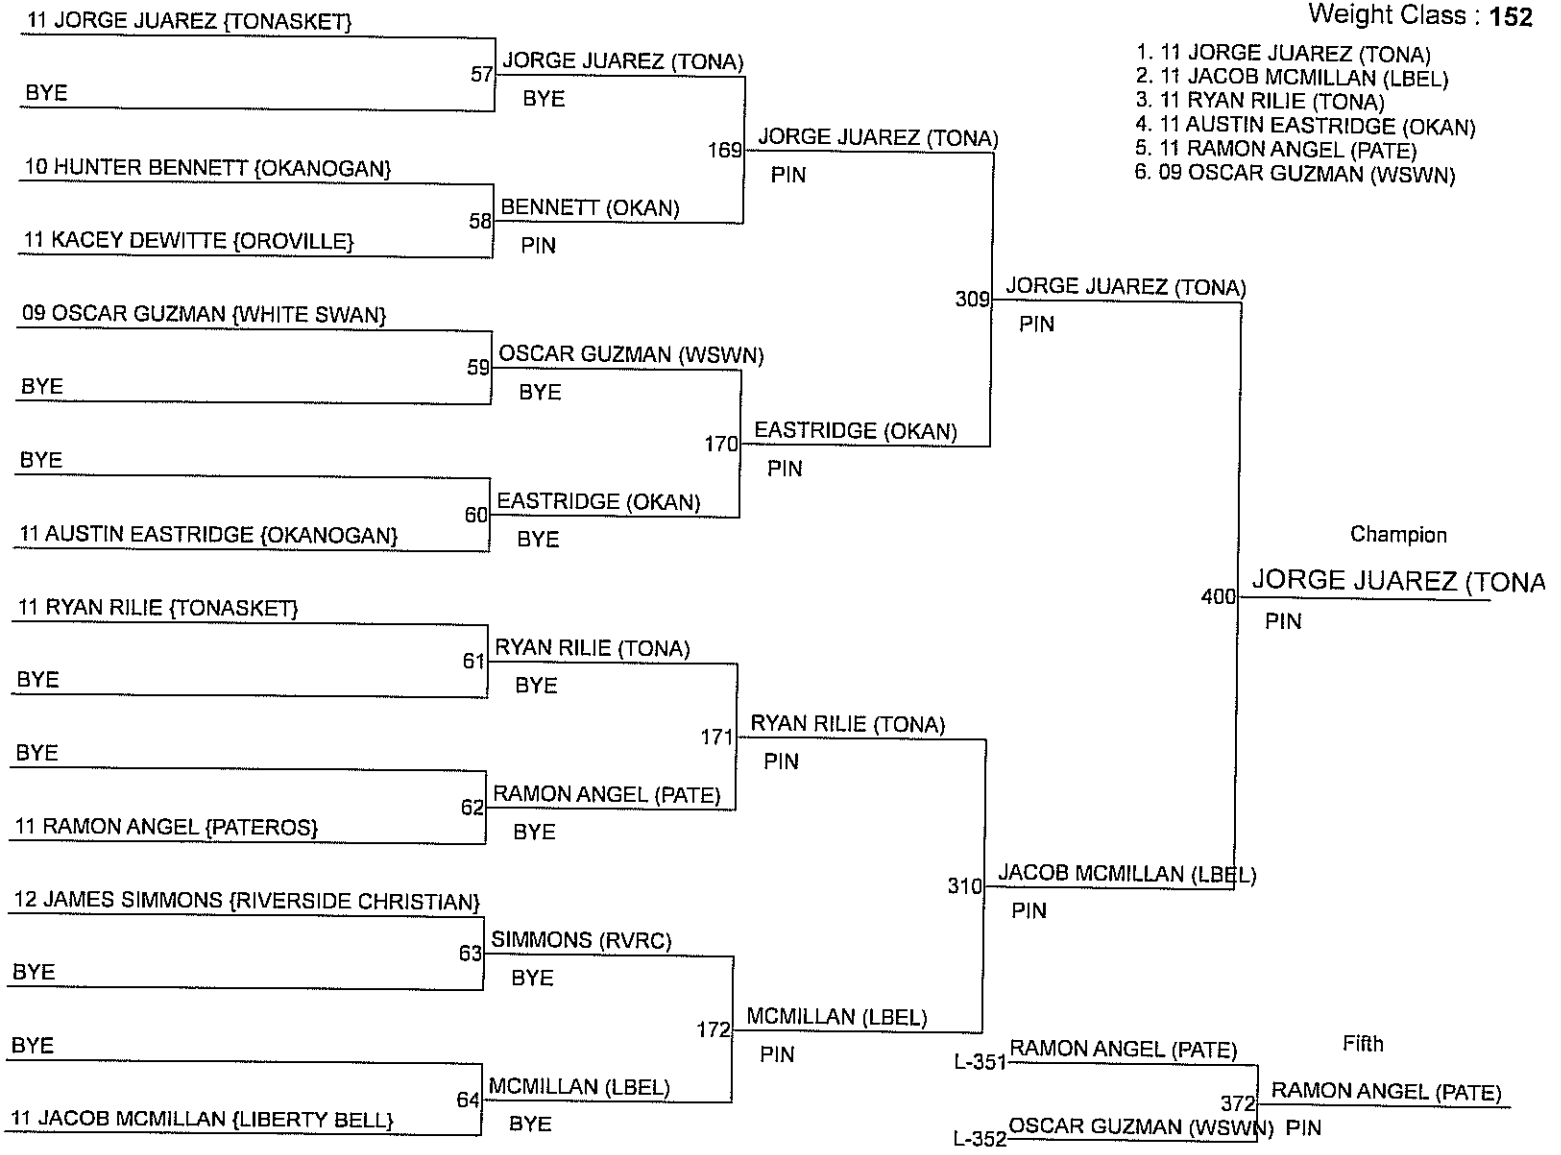 Weight Class : 152
1. 11 JORGE JUAREZ (TONA)
2. 11 JACOB MCMILLAN (LBEL)
3. 11 RYAN RILIE (TONA)
4. 11 AUSTIN EASTRIDGE (OKAN)
5. 11 RAMON ANGEL (PATE)
6. 09 OSCAR GUZMAN (WSWN)
11 JORGE JUAREZ {TONASKET}
BYE
10 HUNTER BENNETT {OKANOGAN}
11 KACEY DEWITTE {OROVILLE}
09 OSCAR GUZMAN {WHITE SWAN}
BYE
BYE
11 AUSTIN EASTRIDGE {OKANOGAN}
11 RYAN RILIE {TONASKET}
BYE
BYE
11 RAMON ANGEL {PATEROS}
12 JAMES SIMMONS {RIVERSIDE CHRISTIAN}
BYE
BYE
11 JACOB MCMILLAN {LIBERTY BELL}
57 JORGE JUAREZ (TONA)
BYE
58 BENNETT (OKAN)
PIN
59 OSCAR GUZMAN (WSWN)
BYE
60 EASTRIDGE (OKAN)
BYE
61 RYAN RILIE (TONA)
BYE
62 RAMON ANGEL (PATE)
BYE
63 SIMMONS (RVRC)
BYE
64 MCMILLAN (LBEL)
BYE
169 JORGE JUAREZ (TONA)
PIN
170 EASTRIDGE (OKAN)
PIN
171 RYAN RILIE (TONA)
PIN
172 MCMILLAN (LBEL)
PIN
309 JORGE JUAREZ (TONA)
PIN
310 JACOB MCMILLAN (LBEL)
PIN
Champion
400 JORGE JUAREZ (TONA
PIN
L-351 RAMON ANGEL (PATE)
L-352 OSCAR GUZMAN (WSWN)
Fifth
372 RAMON ANGEL (PATE)
PIN